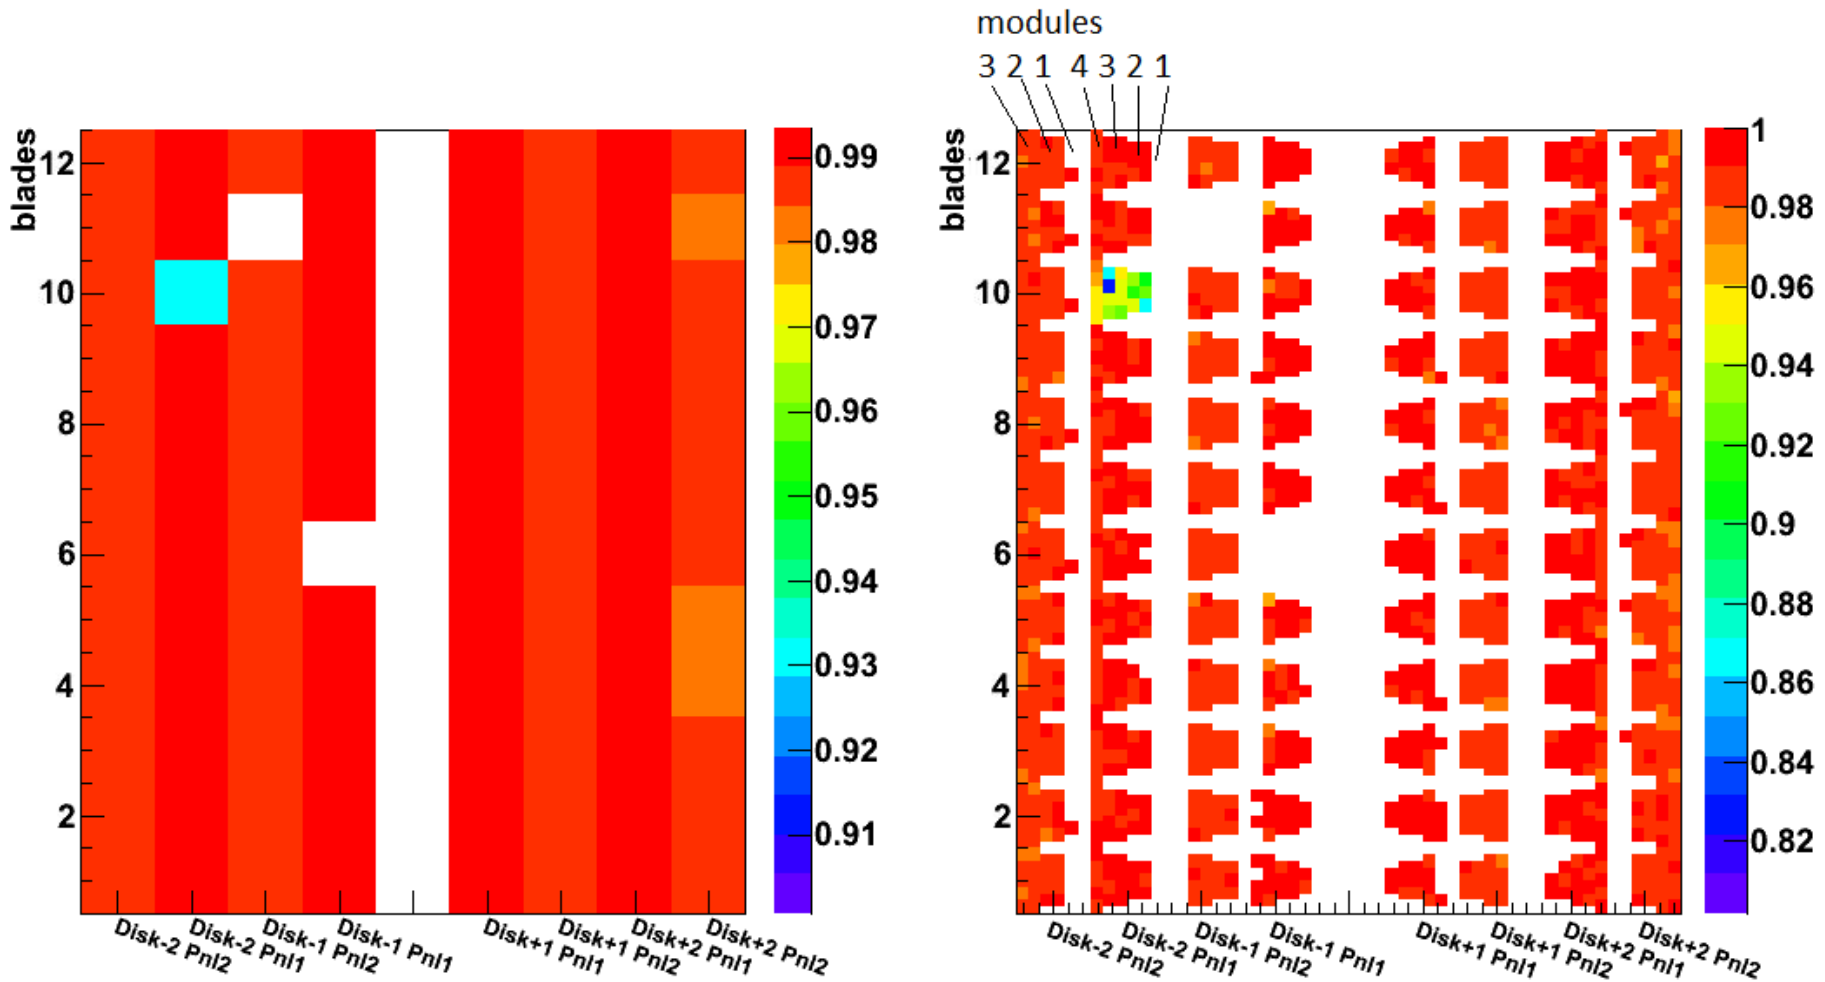 modules
3 2 1 4 3 2 1
blades
12
10
8
6
4
2
Disk-2 Pnl2
Disk-2 Pnl1
Disk-1 Pnl2
Disk-1 Pnl1
Disk+1 Pnl1
Disk+1 Pnl2
Disk+2 Pnl1
Disk+2 Pnl2
0.99
0.98
0.97
0.96
0.95
0.94
0.93
0.92
0.91
blades
12
10
8
6
4
2
Disk-2 Pnl2
Disk-2 Pnl1
Disk-1 Pnl2
Disk-1 Pnl1
Disk+1 Pnl1
Disk+1 Pnl2
Disk+2 Pnl1
Disk+2 Pnl2
1
0.98
0.96
0.94
0.92
0.9
0.88
0.86
0.84
0.82